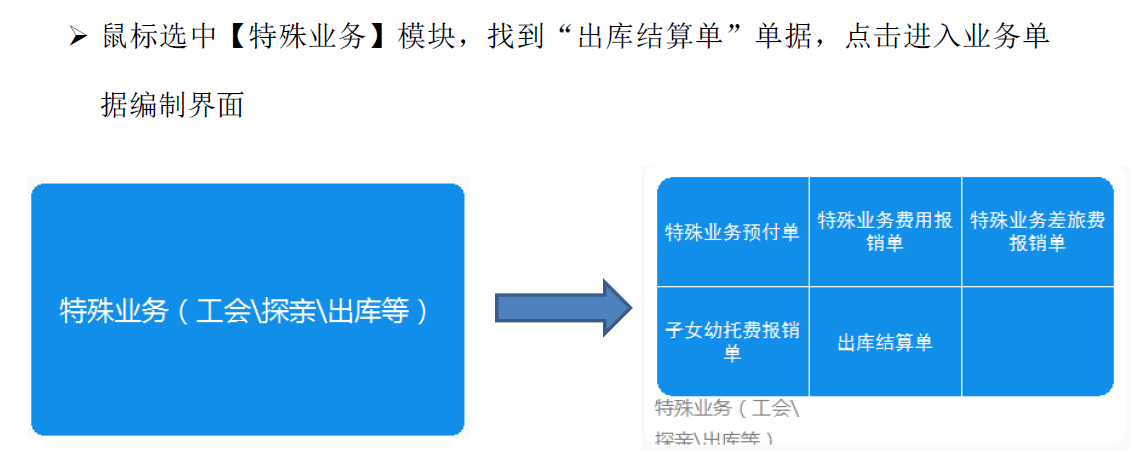 ➢ 鼠标选中【特殊业务】模块，找到“出库结算单”单据，点击进入业务单
据编制界面
特殊业务（工会\探亲\出库等）
特殊业务预付单
特殊业务费用报
销单
特殊业务差旅费
报销单
子女幼托费报销
单
出库结算单
特殊业务（工会\
探亲\出库等）